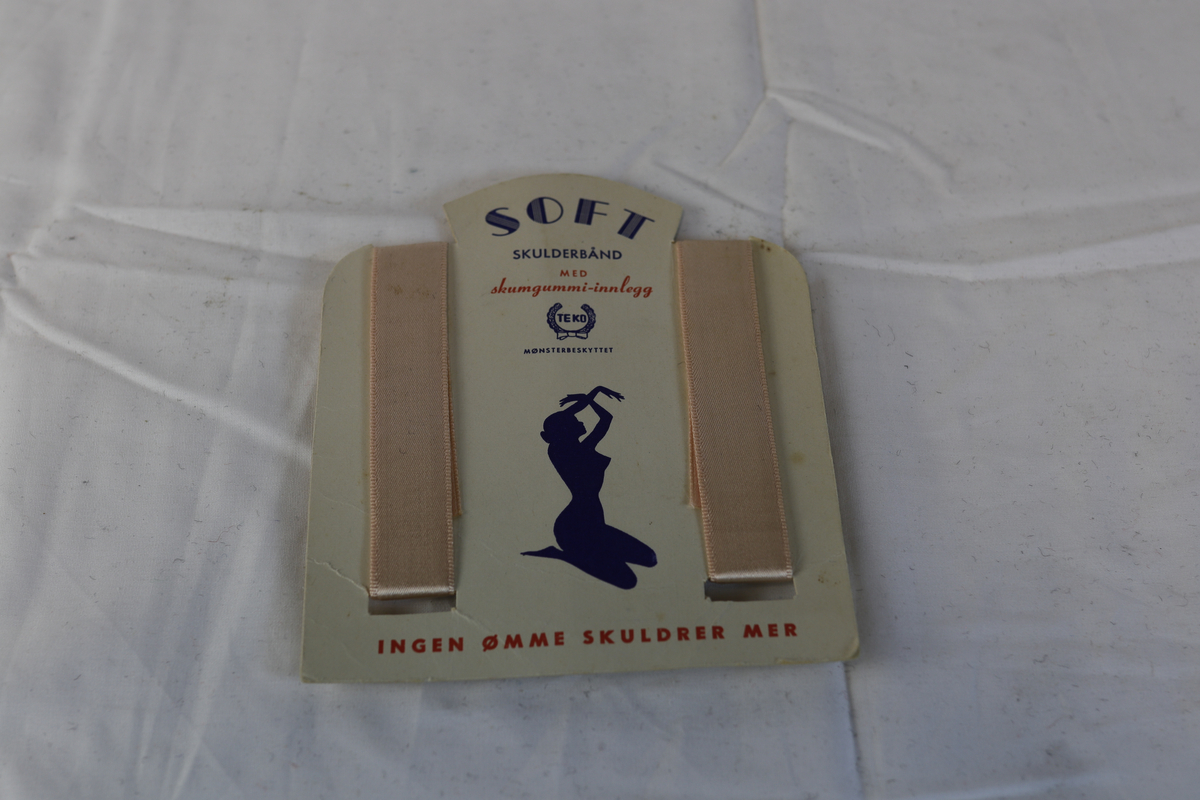 SOFT
SKULDERBÅND
MED
skumgummi-innlegg
TEKO
MØNSTERBESKYTTET
INGEN ØMME SKULDRER MER